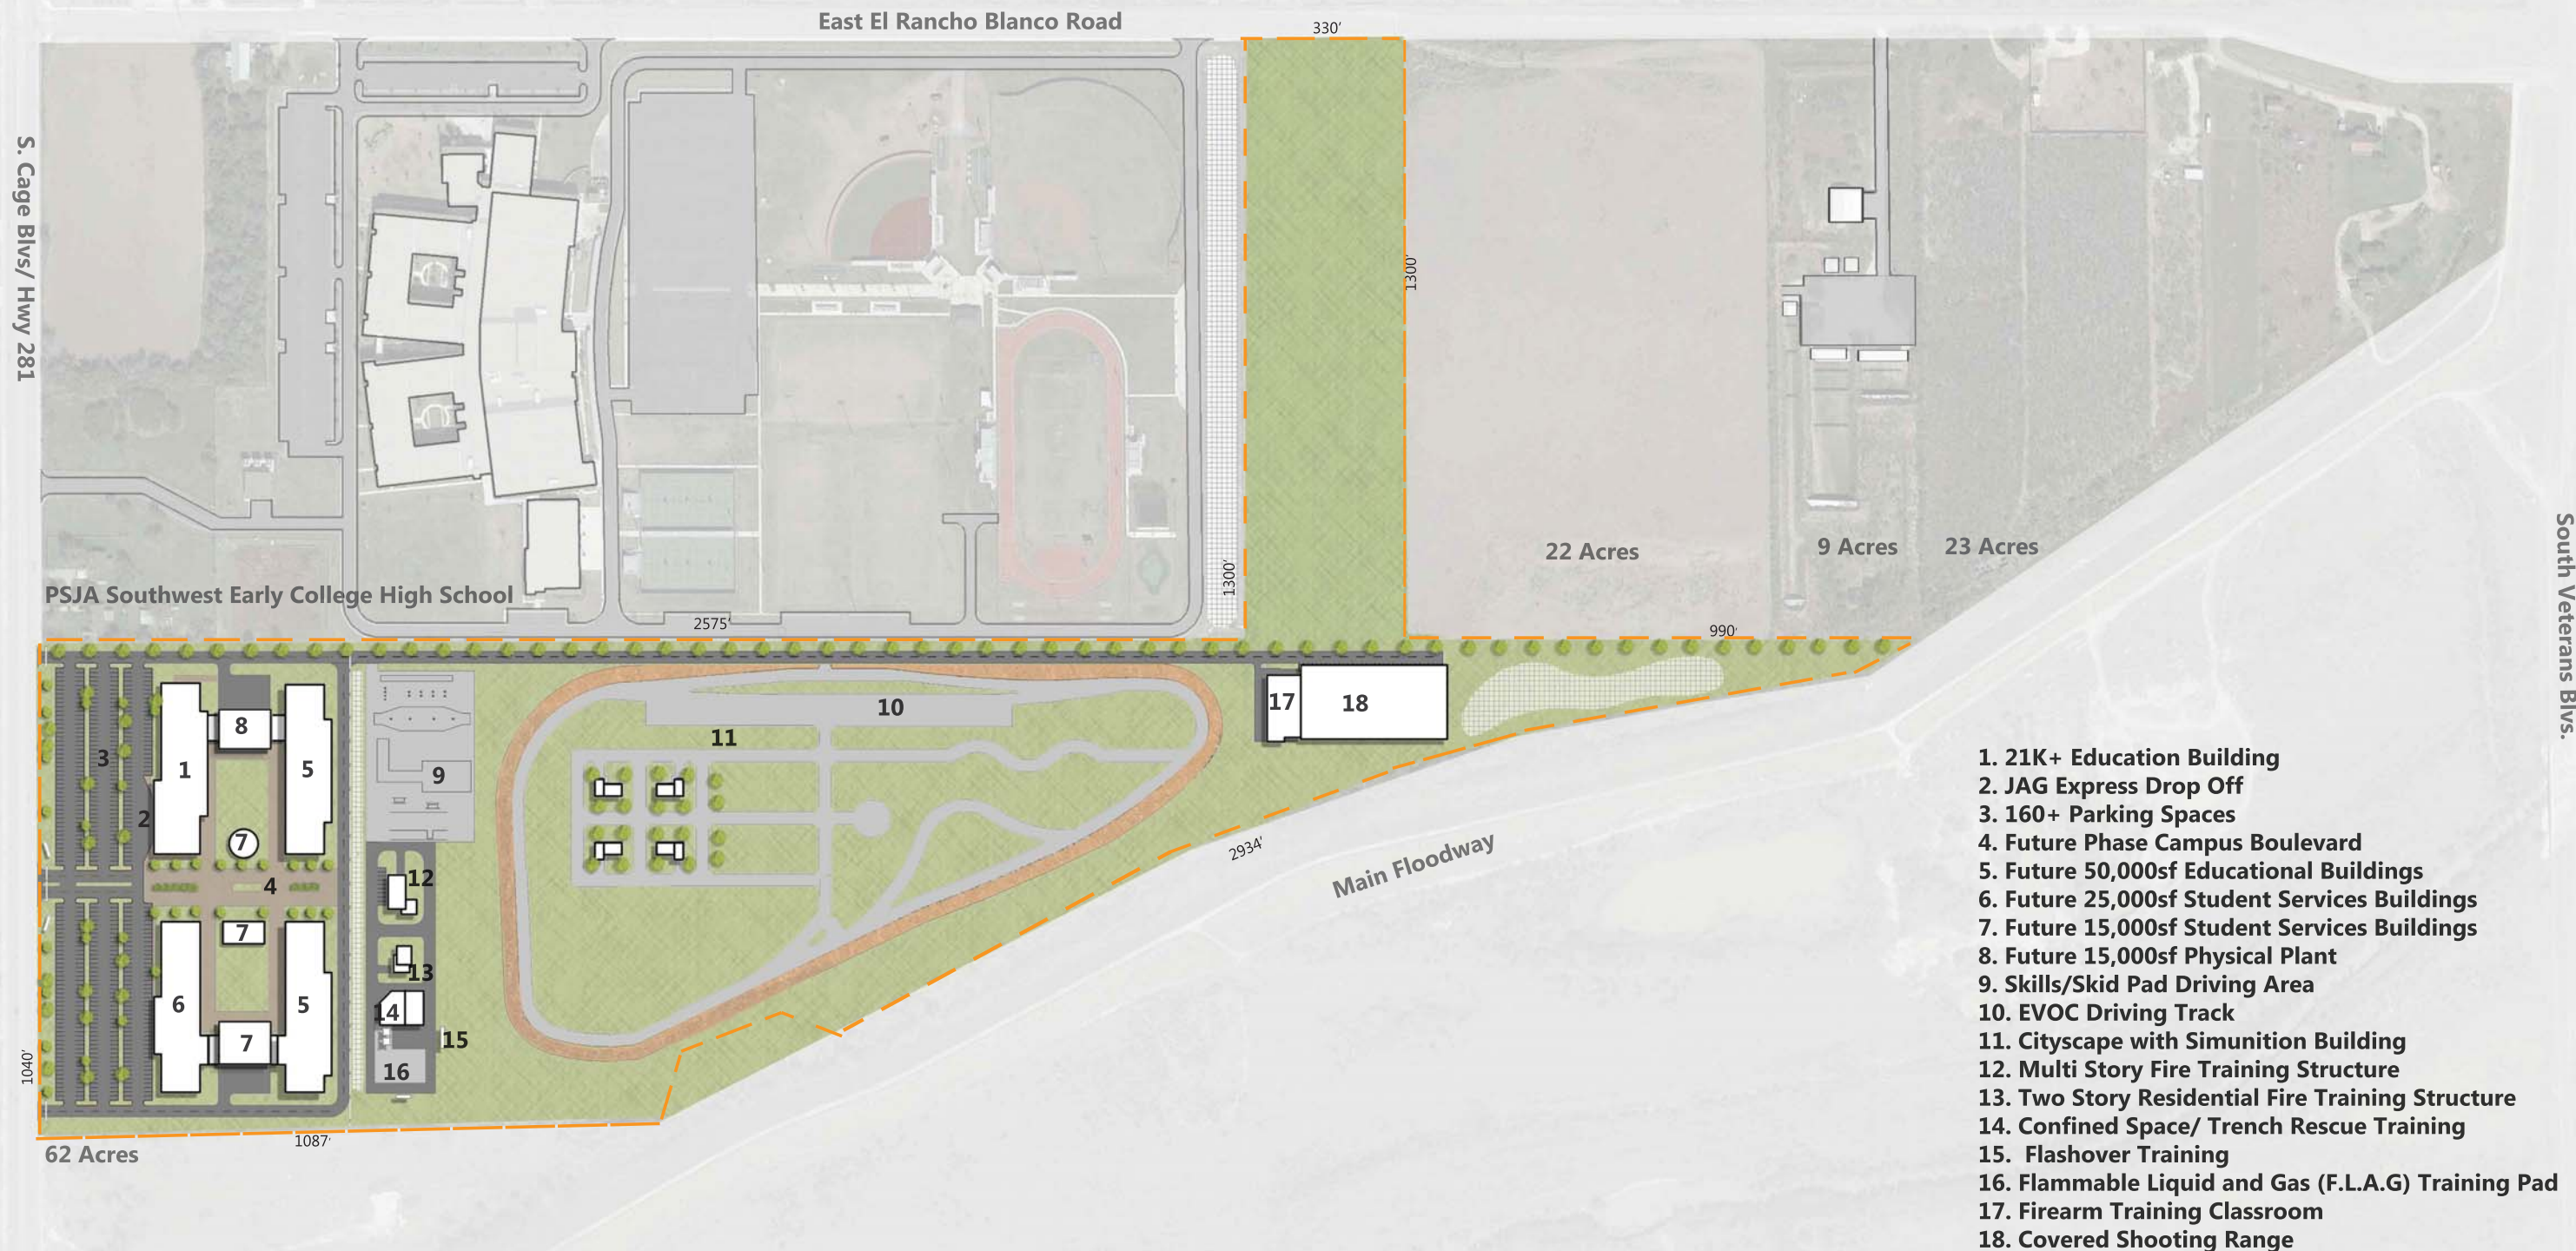 East El Rancho Blanco Road
330'
S. Cage Blvs/ Hwy 281
1300'
1300'
22 Acres
9 Acres
23 Acres
South Veterans Blvs.
PSJA Southwest Early College High School
2575'
990'
8
1
5
3
2
7
4
7
6
5
7
9
10
11
17
18
12
13
14
15
16
2934'
Main Floodway
1040'
1087'
62 Acres
1. 21K+ Education Building
2. JAG Express Drop Off
3. 160+ Parking Spaces
4. Future Phase Campus Boulevard
5. Future 50,000sf Educational Buildings
6. Future 25,000sf Student Services Buildings
7. Future 15,000sf Student Services Buildings
8. Future 15,000sf Physical Plant
9. Skills/Skid Pad Driving Area
10. EVOC Driving Track
11. Cityscape with Simunition Building
12. Multi Story Fire Training Structure
13. Two Story Residential Fire Training Structure
14. Confined Space/ Trench Rescue Training
15. Flashover Training
16. Flammable Liquid and Gas (F.L.A.G) Training Pad
17. Firearm Training Classroom
18. Covered Shooting Range